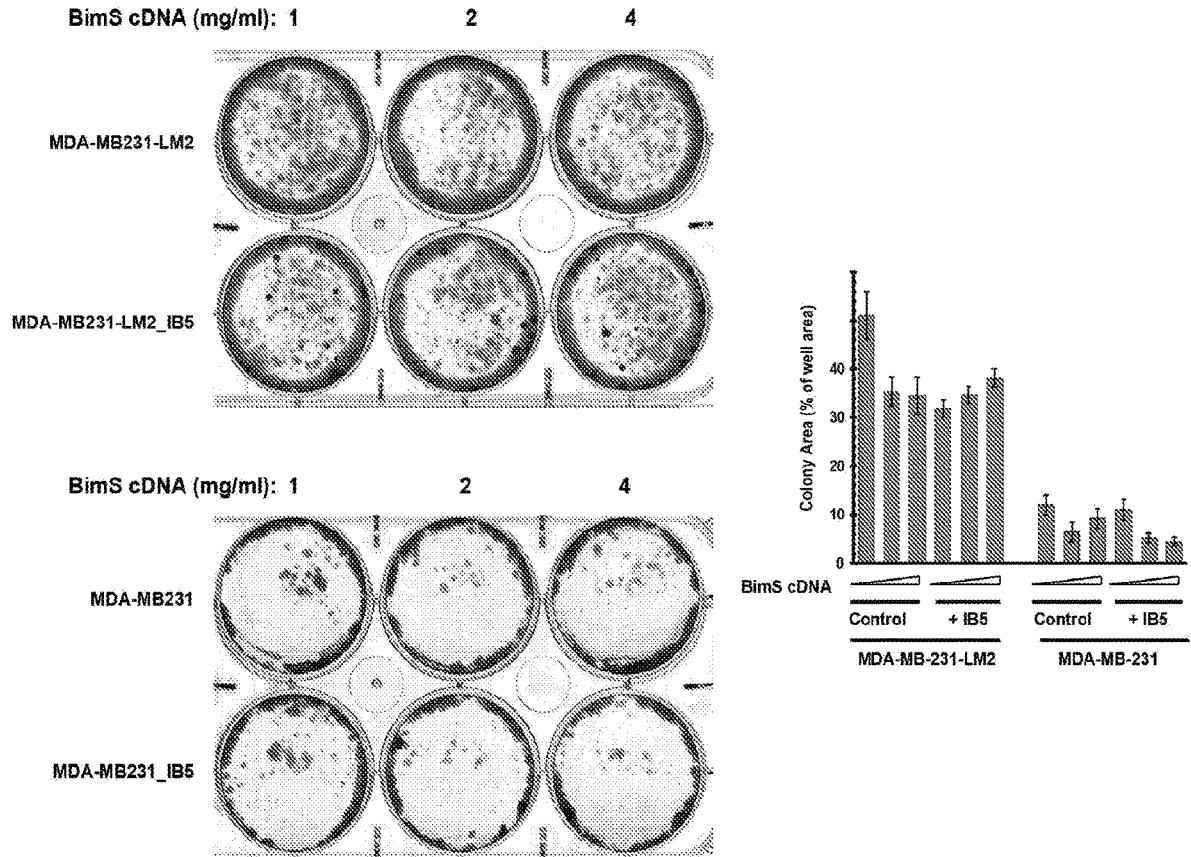 BimS cDNA (mg/ml): 1 2 4
MDA-MB231-LM2
MDA-MB231-LM2_IB5
BimS cDNA (mg/ml): 1 2 4
MDA-MB231
MDA-MB231_IB5
Colony Area (% of well area)
40
30
20
10
0
BimS cDNA
Control + IB5 Control + IB5
MDA-MB-231-LM2 MDA-MB-231